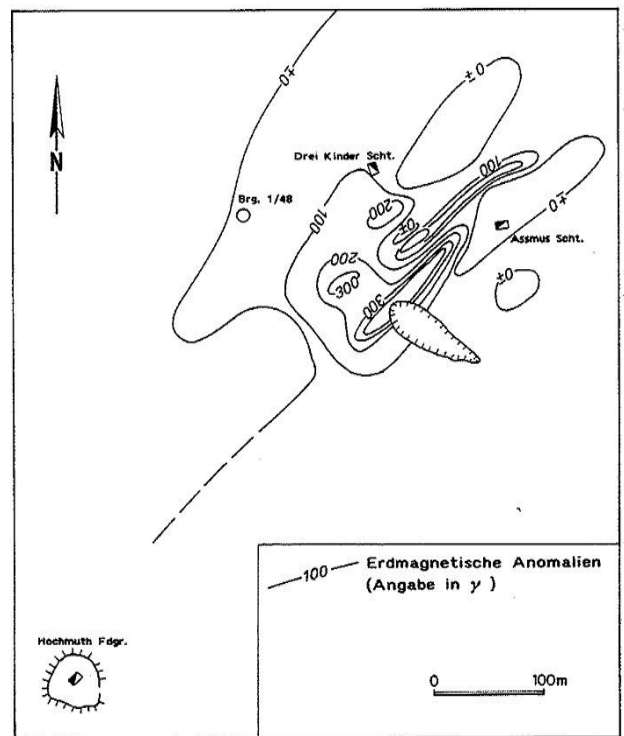 ±0
±0
N
Drei Kinder Scht.
100
Brg. 1/48
100
200
±0
±0
Assmus Scht.
200
300
±0
300
Erdmagnetische Anomalien
100
(Angabe in γ )
Hochmuth Fdgr.
0 100m